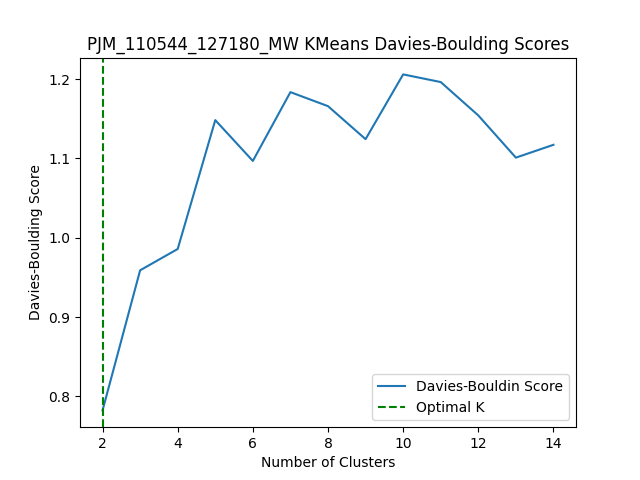 PJM_110544_127180_MW KMeans Davies-Boulding Scores
1.2
1.1
1.0
0.9
0.8
Davies-Boulding Score
Davies-Bouldin Score
Optimal K
2 4 6 8 10 12 14
Number of Clusters